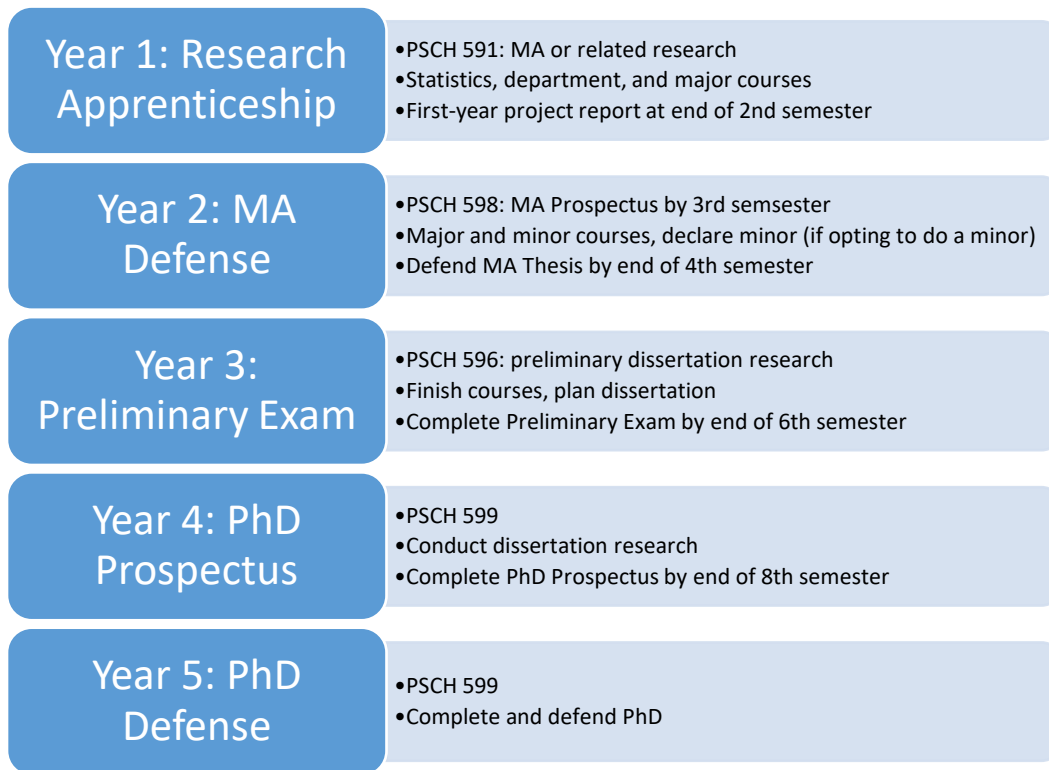 Year 1: Research
Apprenticeship
•PSCH 591: MA or related research
•Statistics, department, and major courses
•First-year project report at end of 2nd semester
Year 2: MA
Defense
•PSCH 598: MA Prospectus by 3rd semsester
•Major and minor courses, declare minor (if opting to do a minor)
•Defend MA Thesis by end of 4th semester
Year 3:
Preliminary Exam
•PSCH 596: preliminary dissertation research
•Finish courses, plan dissertation
•Complete Preliminary Exam by end of 6th semester
Year 4: PhD
Prospectus
•PSCH 599
•Conduct dissertation research
•Complete PhD Prospectus by end of 8th semester
Year 5: PhD
Defense
•PSCH 599
•Complete and defend PhD